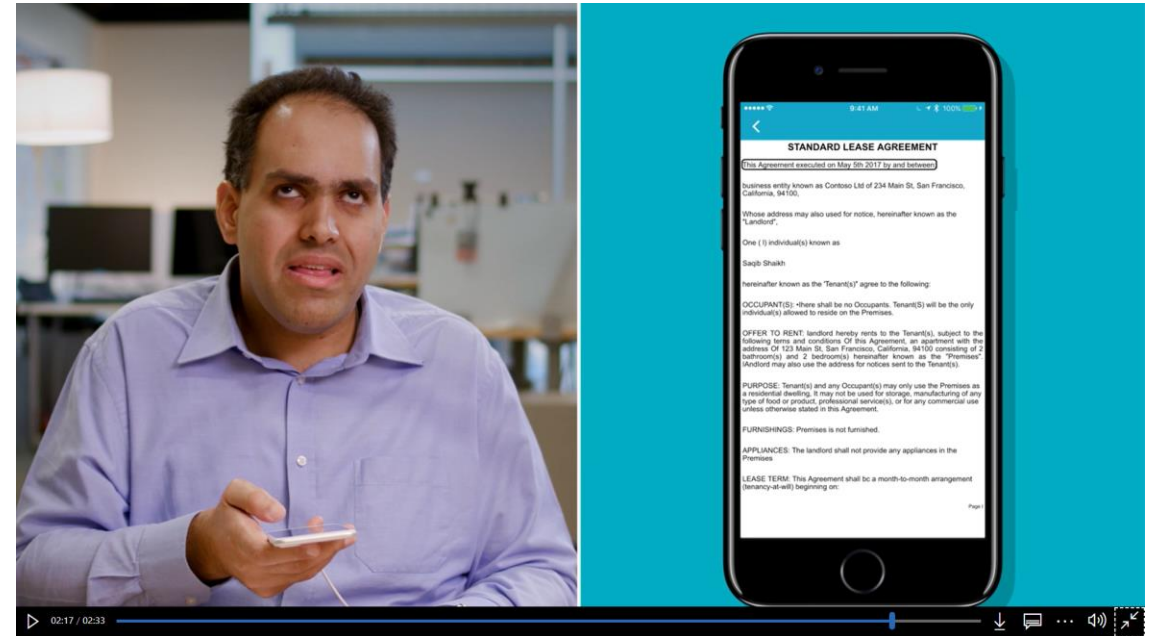 9:41 AM
100%
STANDARD LEASE AGREEMENT
This Agreement executed on May 5th 2017 by and between
business entity known as Contoso Ltd of 234 Main St, San Francisco,
California, 94100,
Whose address may also used for notice, hereinafter known as the
"Landlord",
One ( I) individual(s) known as
Saqib Shaikh
hereinafter known as the 'Tenant(s)" agree to the following:
OCCUPANT(S): •lhere shall be no Occupants. Tenant(S) will be the only
individual(s) allowed to reside on the Premises.
OFFER TO RENT: landlord hereby rents to the Tenant(s), subject to the
following tems and conditions Of this Agreement, an apartment with the
address Of 123 Main St, San Francisco, California, 94100 consisting of 2
bathroom(s) and 2 bedroom(s) hereinafter known as the "Premises".
lAndlord may also use the address for notices sent to the Tenant(s).
PURPOSE: Tenant(s) and any Occupant(s) may only use the Premises as
a residential dwelling, It may not be used for storage, manufacturing of any
type of food or product, professional service(s), or for any commercial use
unless otherwise stated in this Agreement.
FURNISHINGS: Premises is not furnished.
APPLIANCES: The landlord shall not provide any appliances in the
Premises
LEASE TERM: This Agreement shall bc a month-to-month arrangement
(tenancy-at-will) beginning on:
Page I
02:17 / 02:33